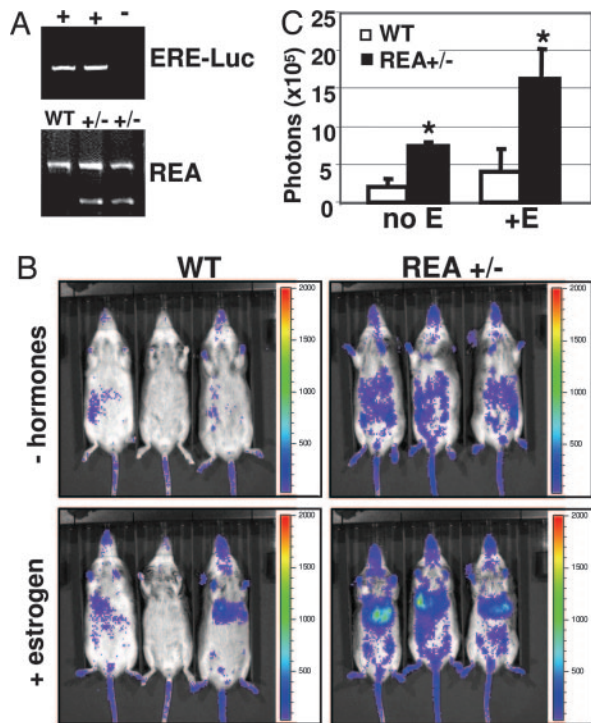 A
+ + -
ERE-Luc
WT +/- +/-
REA
C
Photons (x10⁵)
25
20
15
10
5
0
WT
REA+/-
*
*
no E +E
B
WT REA +/-
- hormones
2000
1500
1000
500
2000
1500
1000
500
+ estrogen
2000
1500
1000
500
2000
1500
1000
500